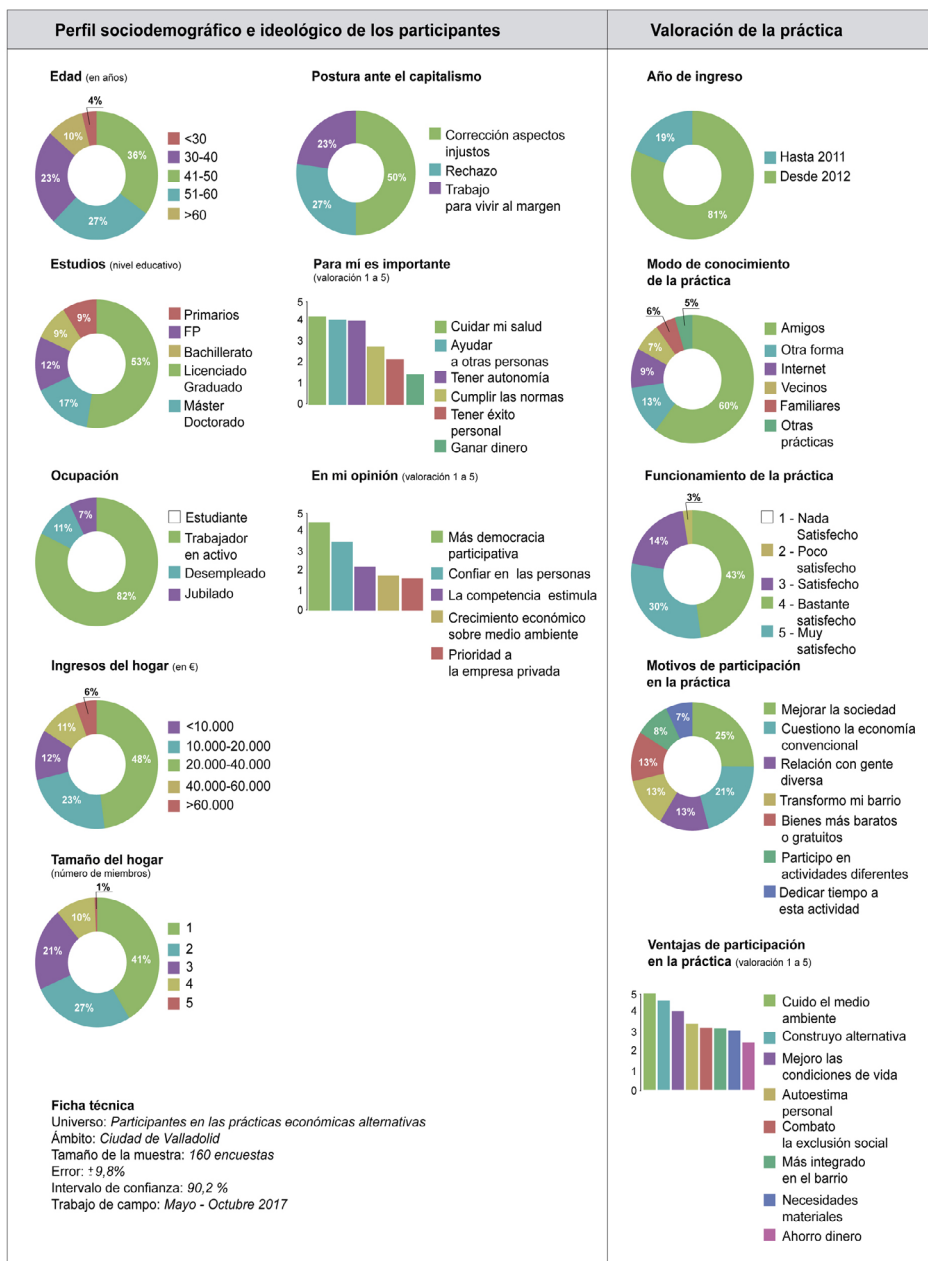 Perfil sociodemográfico e ideológico de los participantes
Edad (en años)
4%
10%
36%
23%
27%
<30
30-40
41-50
51-60
>60
Postura ante el capitalismo
23%
50%
27%
Corrección aspectos
injustos
Rechazo
Trabajo
para vivir al margen
Estudios (nivel educativo)
9%
9%
53%
12%
17%
Primarios
FP
Bachillerato
Licenciado
Graduado
Máster
Doctorado
Para mí es importante
(valoración 1 a 5)
5
4
3
2
1
0
Cuidar mi salud
Ayudar
a otras personas
Tener autonomía
Cumplir las normas
Tener éxito
personal
Ganar dinero
Ocupación
7%
11%
82%
Estudiante
Trabajador
en activo
Desempleado
Jubilado
En mi opinión (valoración 1 a 5)
5
4
3
2
1
0
Más democracia
participativa
Confiar en las personas
La competencia estimula
Crecimiento económico
sobre medio ambiente
Prioridad a
la empresa privada
Ingresos del hogar (en €)
6%
11%
48%
12%
23%
<10.000
10.000-20.000
20.000-40.000
40.000-60.000
>60.000
Tamaño del hogar
(número de miembros)
1%
10%
21%
41%
27%
1
2
3
4
5
Ficha técnica
Universo: Participantes en las prácticas económicas alternativas
Ámbito: Ciudad de Valladolid
Tamaño de la muestra: 160 encuestas
Error: ±9,8%
Intervalo de confianza: 90,2 %
Trabajo de campo: Mayo - Octubre 2017
Valoración de la práctica
Año de ingreso
19%
81%
Hasta 2011
Desde 2012
Modo de conocimiento
de la práctica
5%
6%
7%
9%
60%
13%
Amigos
Otra forma
Internet
Vecinos
Familiares
Otras
prácticas
Funcionamiento de la práctica
3%
14%
43%
30%
1 - Nada
Satisfecho
2 - Poco
satisfecho
3 - Satisfecho
4 - Bastante
satisfecho
5 - Muy
satisfecho
Motivos de participación
en la práctica
7%
8%
25%
13%
13%
21%
13%
Mejorar la sociedad
Cuestiono la economía
convencional
Relación con gente
diversa
Transformo mi barrio
Bienes más baratos
o gratuitos
Participo en
actividades diferentes
Dedicar tiempo a
esta actividad
Ventajas de participación
en la práctica (valoración 1 a 5)
5
4
3
2
1
0
Cuido el medio
ambiente
Construyo alternativa
Mejoro las
condiciones de vida
Autoestima
personal
Combato
la exclusión social
Más integrado
en el barrio
Necesidades
materiales
Ahorro dinero